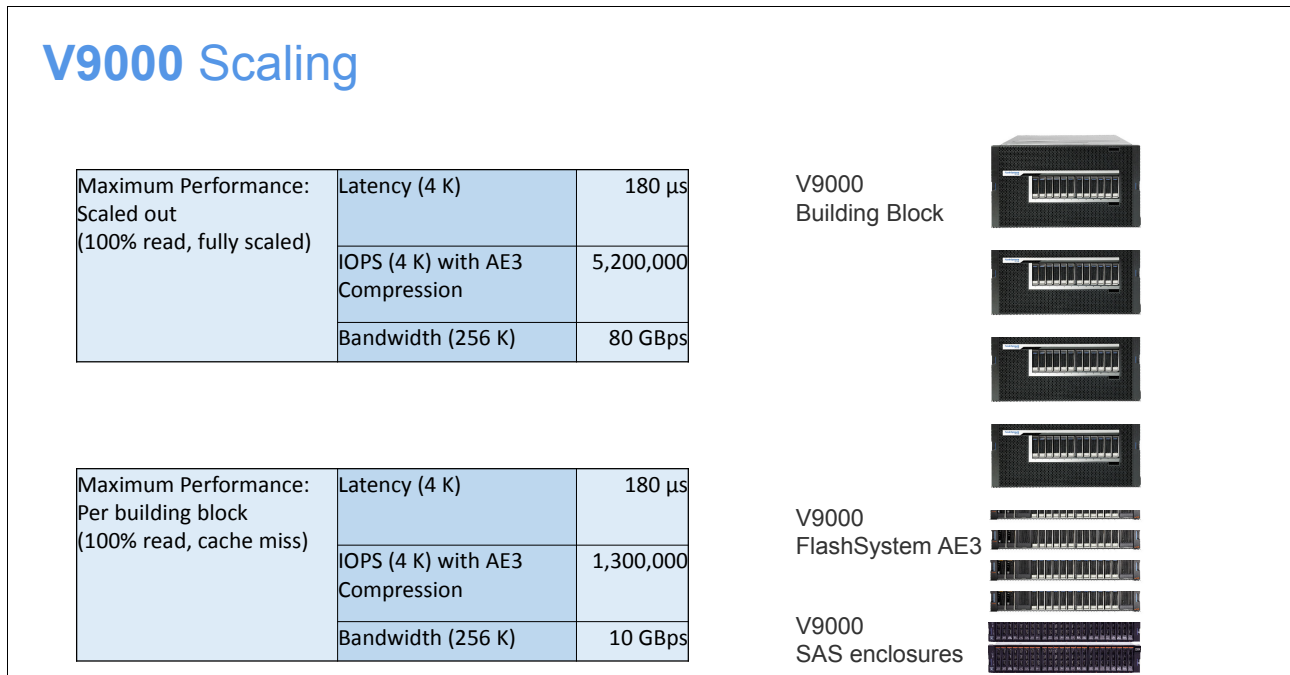 V9000 Scaling
Maximum Performance:
Scaled out
(100% read, fully scaled)
Latency (4 K)
180 µs
IOPS (4 K) with AE3
Compression
5,200,000
Bandwidth (256 K)
80 GBps
Maximum Performance:
Per building block
(100% read, cache miss)
Latency (4 K)
180 µs
IOPS (4 K) with AE3
Compression
1,300,000
Bandwidth (256 K)
10 GBps
V9000
Building Block
V9000
FlashSystem AE3
V9000
SAS enclosures